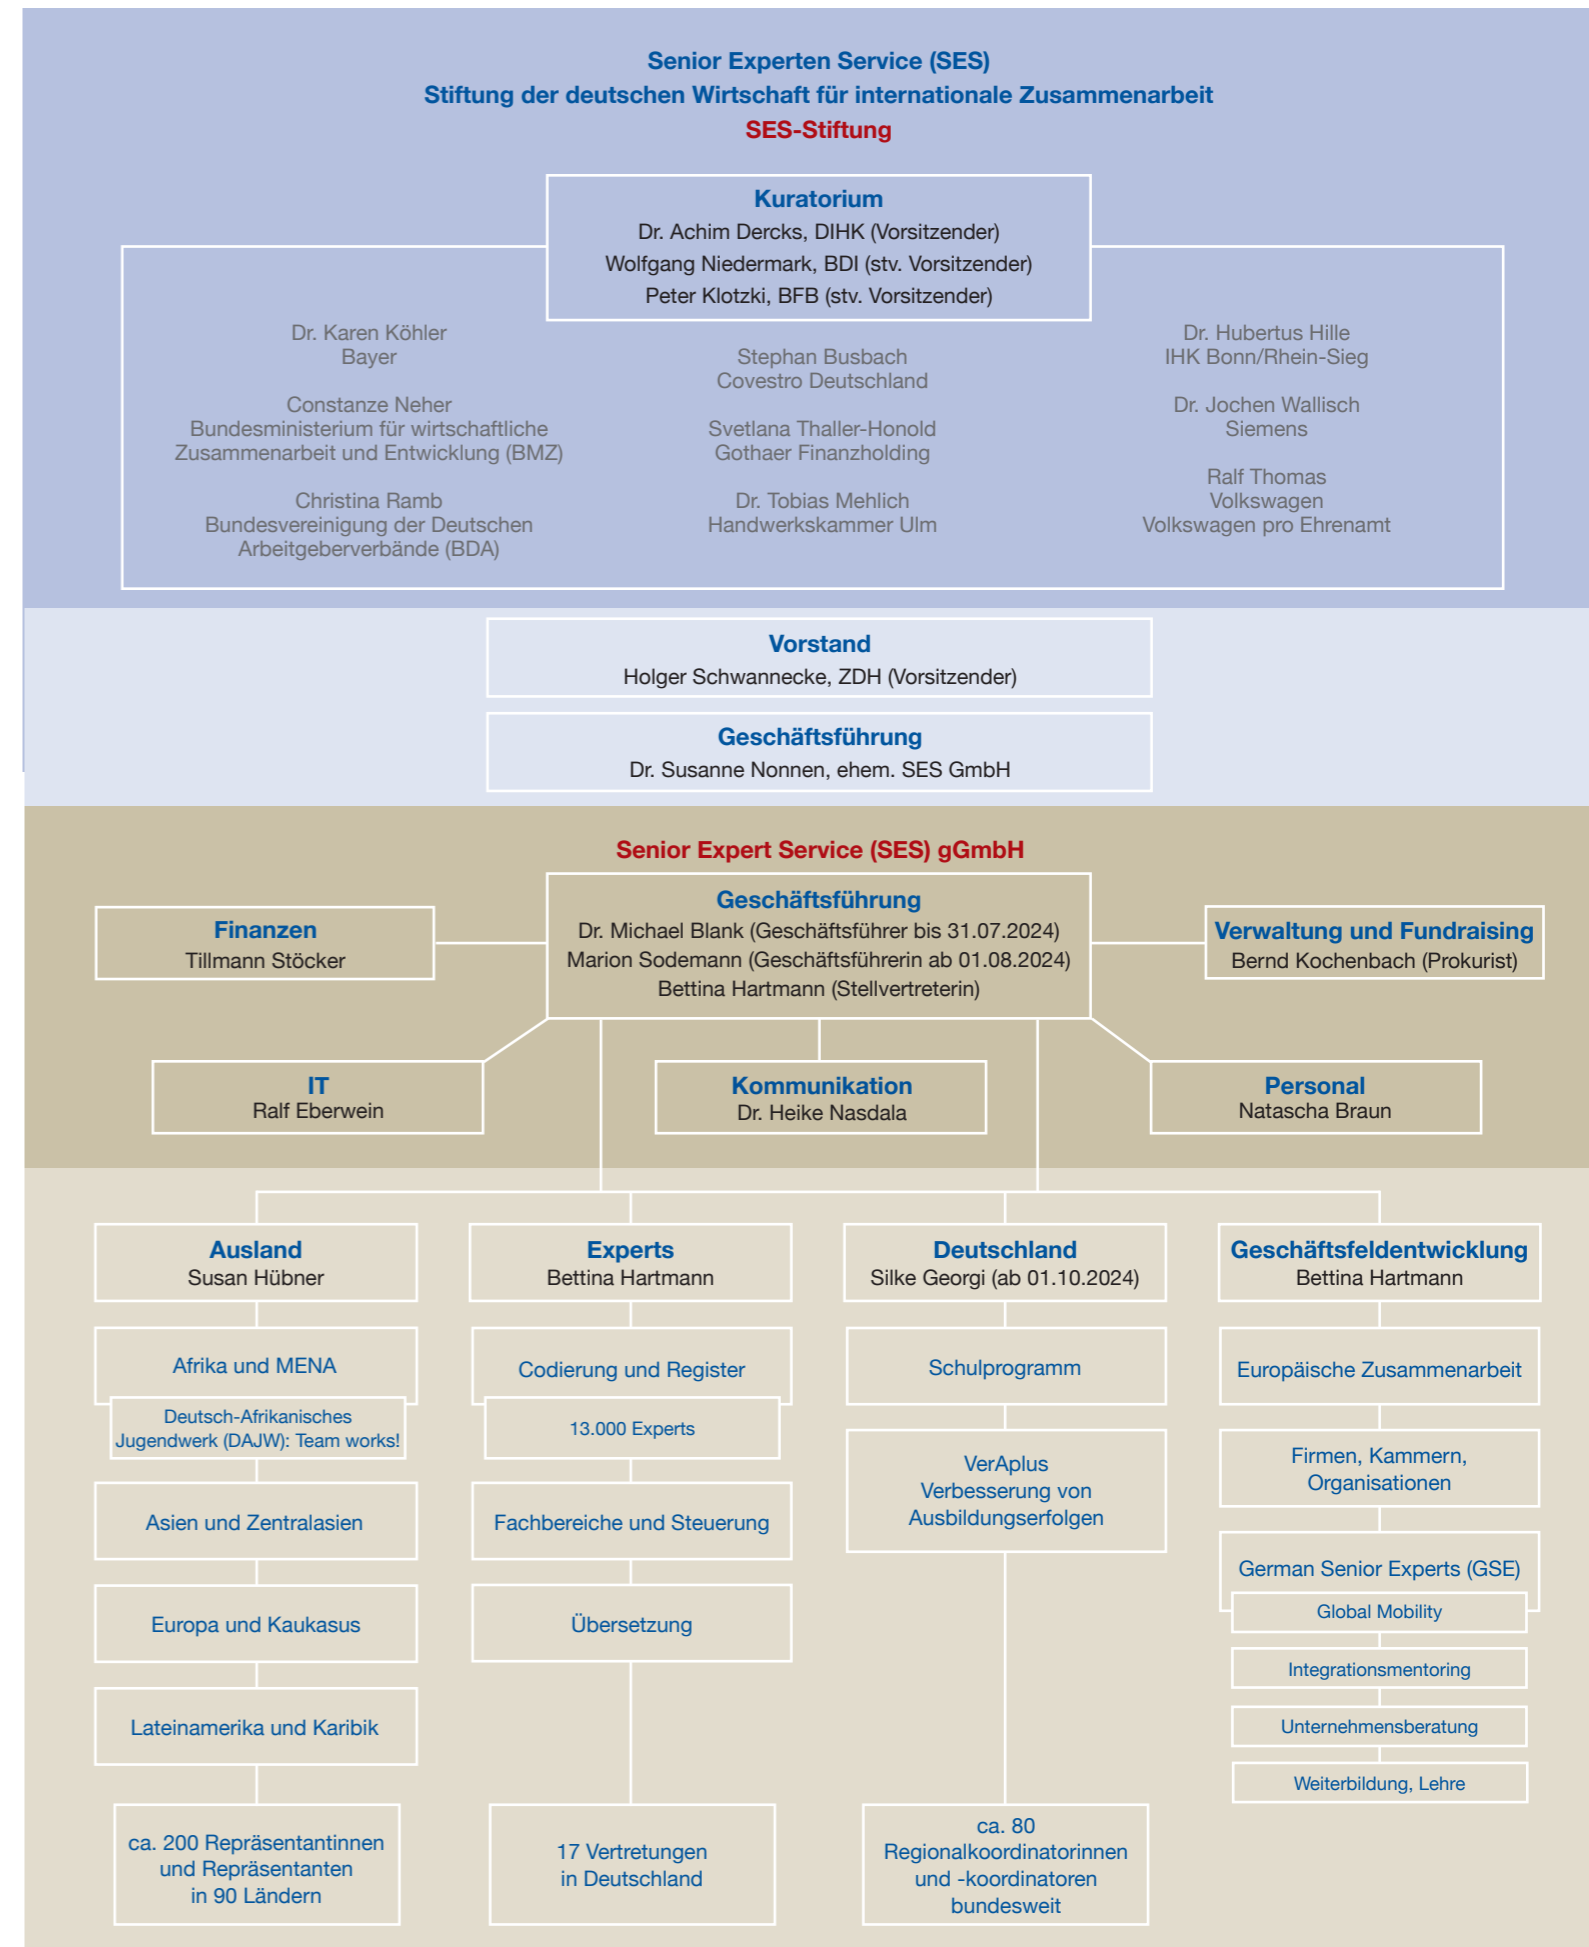 Senior Experten Service (SES)
Stiftung der deutschen Wirtschaft für internationale Zusammenarbeit
SES-Stiftung
Kuratorium
Dr. Achim Dercks, DIHK (Vorsitzender)
Wolfgang Niedermark, BDI (stv. Vorsitzender)
Peter Klotzki, BFB (stv. Vorsitzender)
Dr. Karen Köhler
Bayer
Constanze Neher
Bundesministerium für wirtschaftliche
Zusammenarbeit und Entwicklung (BMZ)
Christina Ramb
Bundesvereinigung der Deutschen
Arbeitgeberverbände (BDA)
Stephan Busbach
Covestro Deutschland
Svetlana Thaller-Honold
Gothaer Finanzholding
Dr. Tobias Mehlich
Handwerkskammer Ulm
Dr. Hubertus Hille
IHK Bonn/Rhein-Sieg
Dr. Jochen Wallisch
Siemens
Ralf Thomas
Volkswagen
Volkswagen pro Ehrenamt
Vorstand
Holger Schwannecke, ZDH (Vorsitzender)
Geschäftsführung
Dr. Susanne Nonnen, ehem. SES GmbH
Senior Expert Service (SES) gGmbH
Geschäftsführung
Dr. Michael Blank (Geschäftsführer bis 31.07.2024)
Marion Sodemann (Geschäftsführerin ab 01.08.2024)
Bettina Hartmann (Stellvertreterin)
Finanzen
Tillmann Stöcker
Verwaltung und Fundraising
Bernd Kochenbach (Prokurist)
IT
Ralf Eberwein
Kommunikation
Dr. Heike Nasdala
Personal
Natascha Braun
Ausland
Susan Hübner
Afrika und MENA
Deutsch-Afrikanisches
Jugendwerk (DAJW): Team works!
Asien und Zentralasien
Europa und Kaukasus
Lateinamerika und Karibik
ca. 200 Repräsentantinnen
und Repräsentanten
in 90 Ländern
Experts
Bettina Hartmann
Codierung und Register
13.000 Experts
Fachbereiche und Steuerung
Übersetzung
17 Vertretungen
in Deutschland
Deutschland
Silke Georgi (ab 01.10.2024)
Schulprogramm
VerAplus
Verbesserung von
Ausbildungserfolgen
ca. 80
Regionalkoordinatorinnen
und -koordinatoren
bundesweit
Geschäftsfeldentwicklung
Bettina Hartmann
Europäische Zusammenarbeit
Firmen, Kammern,
Organisationen
German Senior Experts (GSE)
Global Mobility
Integrationsmentoring
Unternehmensberatung
Weiterbildung, Lehre